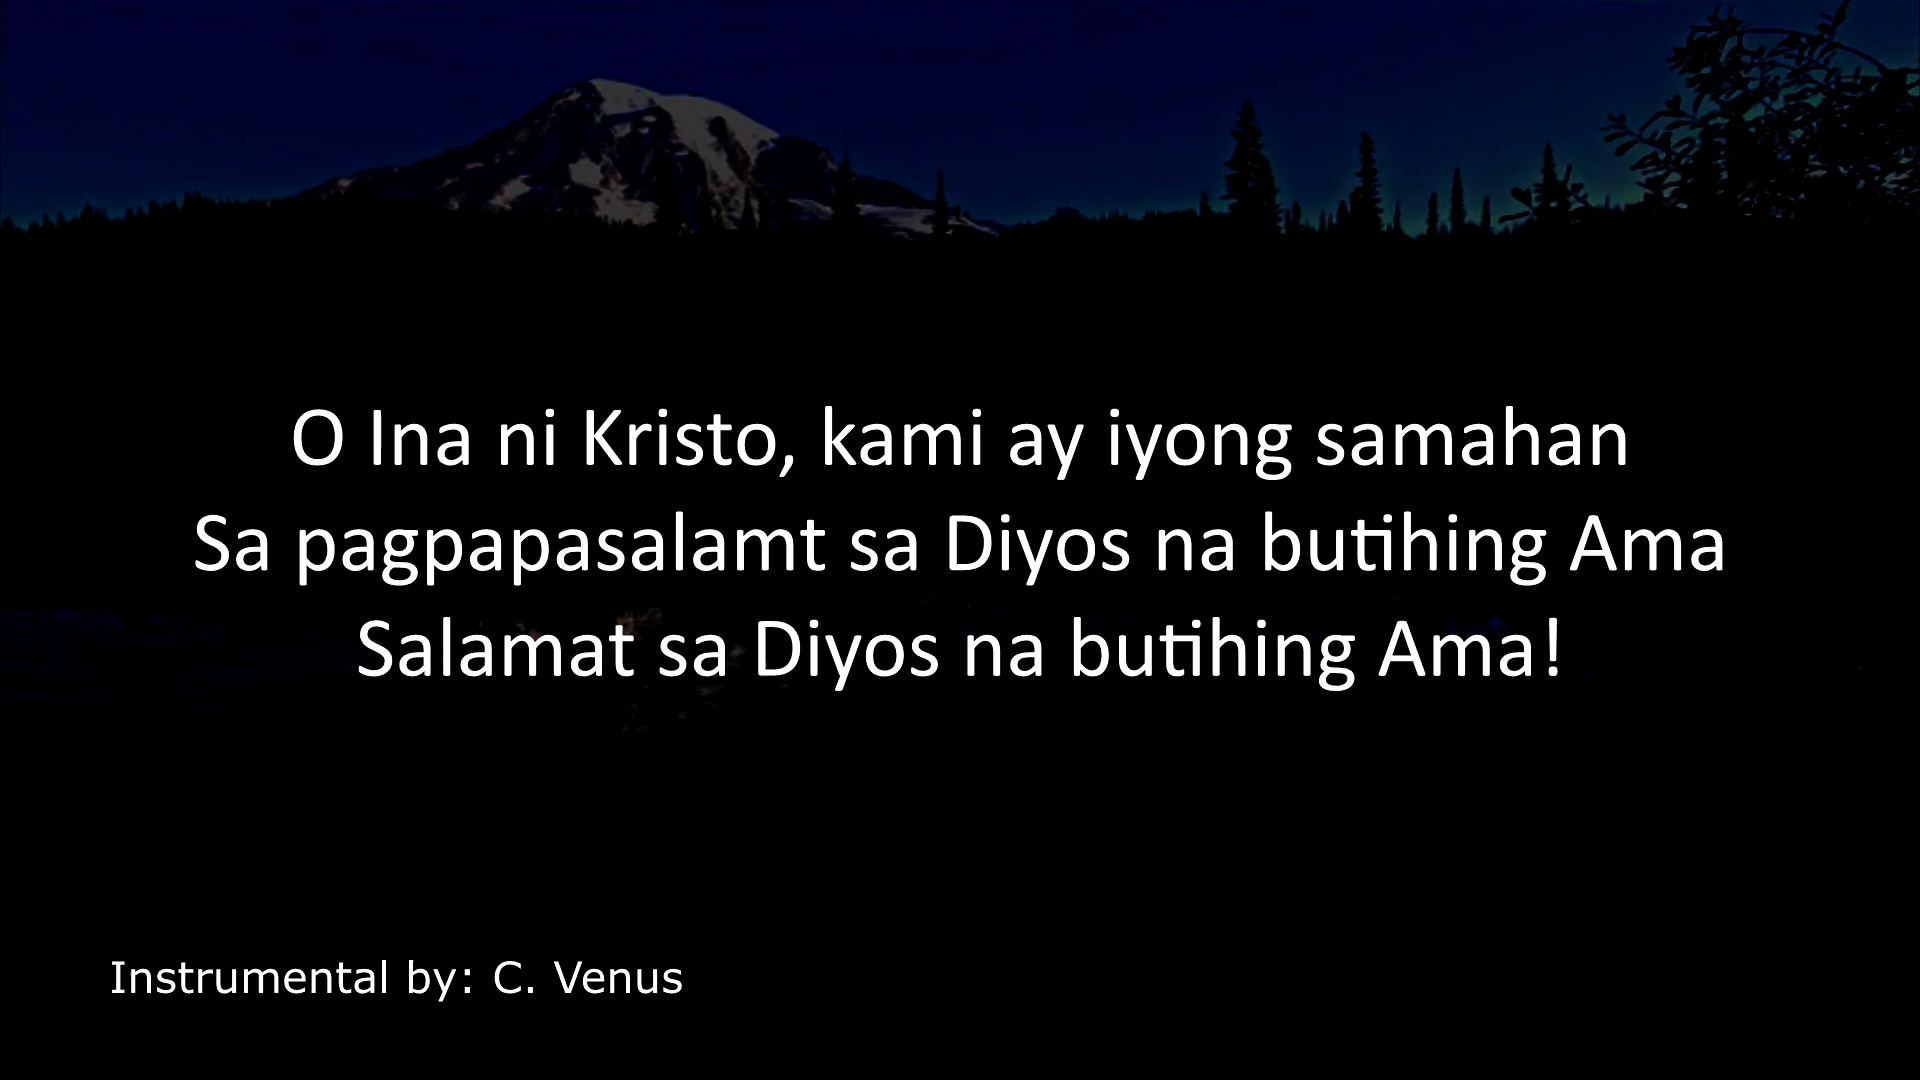 O Ina ni Kristo, kami ay iyong samahan
Sa pagpapasalamt sa Diyos na butihing Ama
Salamat sa Diyos na butihing Ama!
Instrumental by: C. Venus